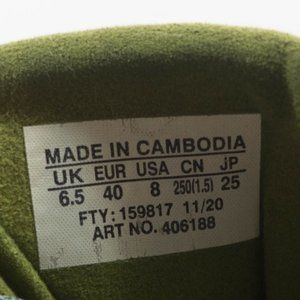 MADE IN CAMBODIA
UK EUR USA CN JP
6.5 40 8 250(1.5) 25
FTY: 159817 11/20
ART NO. 406188